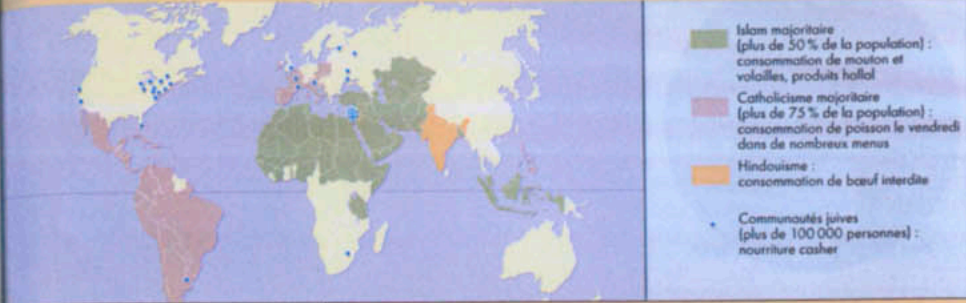 Islam majoritaire
(plus de 50 % de la population) :
consommation de mouton et
volailles, produits hallal
Catholicisme majoritaire
(plus de 75 % de la population) :
consommation de poisson le vendredi
dans de nombreux menus
Hindouisme :
consommation de bœuf interdite
Communautés juives
(plus de 100 000 personnes) :
nourriture casher